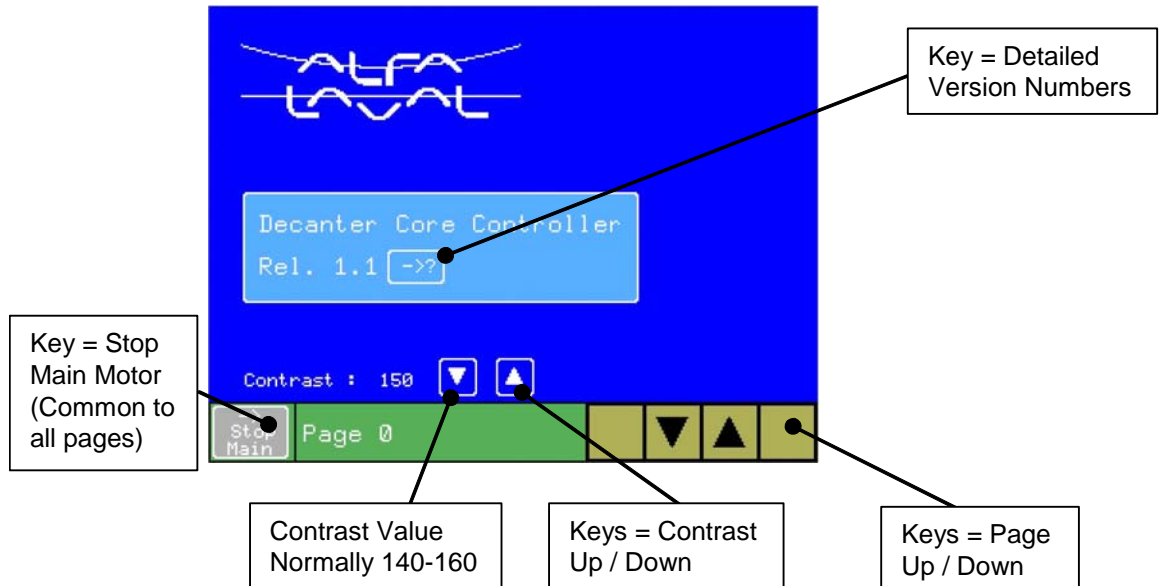 ALFA
LAVAL
Key = Detailed
Version Numbers
Decanter Core Controller
Rel. 1.1 ->?
Key = Stop
Main Motor
(Common to
all pages)
Contrast : 150 ▼ ▲
Stop
Main
Page 0
▼ ▲
Contrast Value
Normally 140-160
Keys = Contrast
Up / Down
Keys = Page
Up / Down